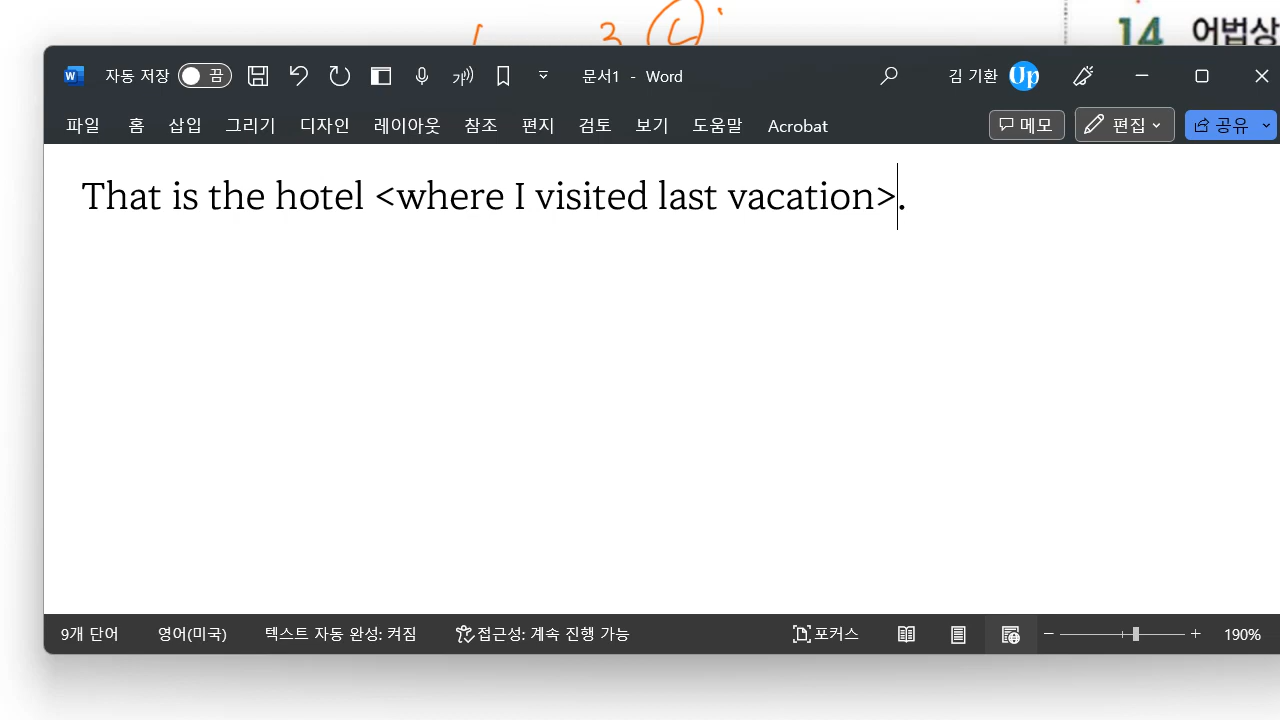 3 4
14 어법상
자동 저장 끔 문서1 - Word 김 기환 Up
파일 홈 삽입 그리기 디자인 레이아웃 참조 편지 검토 보기 도움말 Acrobat 메모 편집 공유
That is the hotel <where I visited last vacation>.
9개 단어 영어(미국) 텍스트 자동 완성: 켜짐 접근성: 계속 진행 가능 포커스 190%